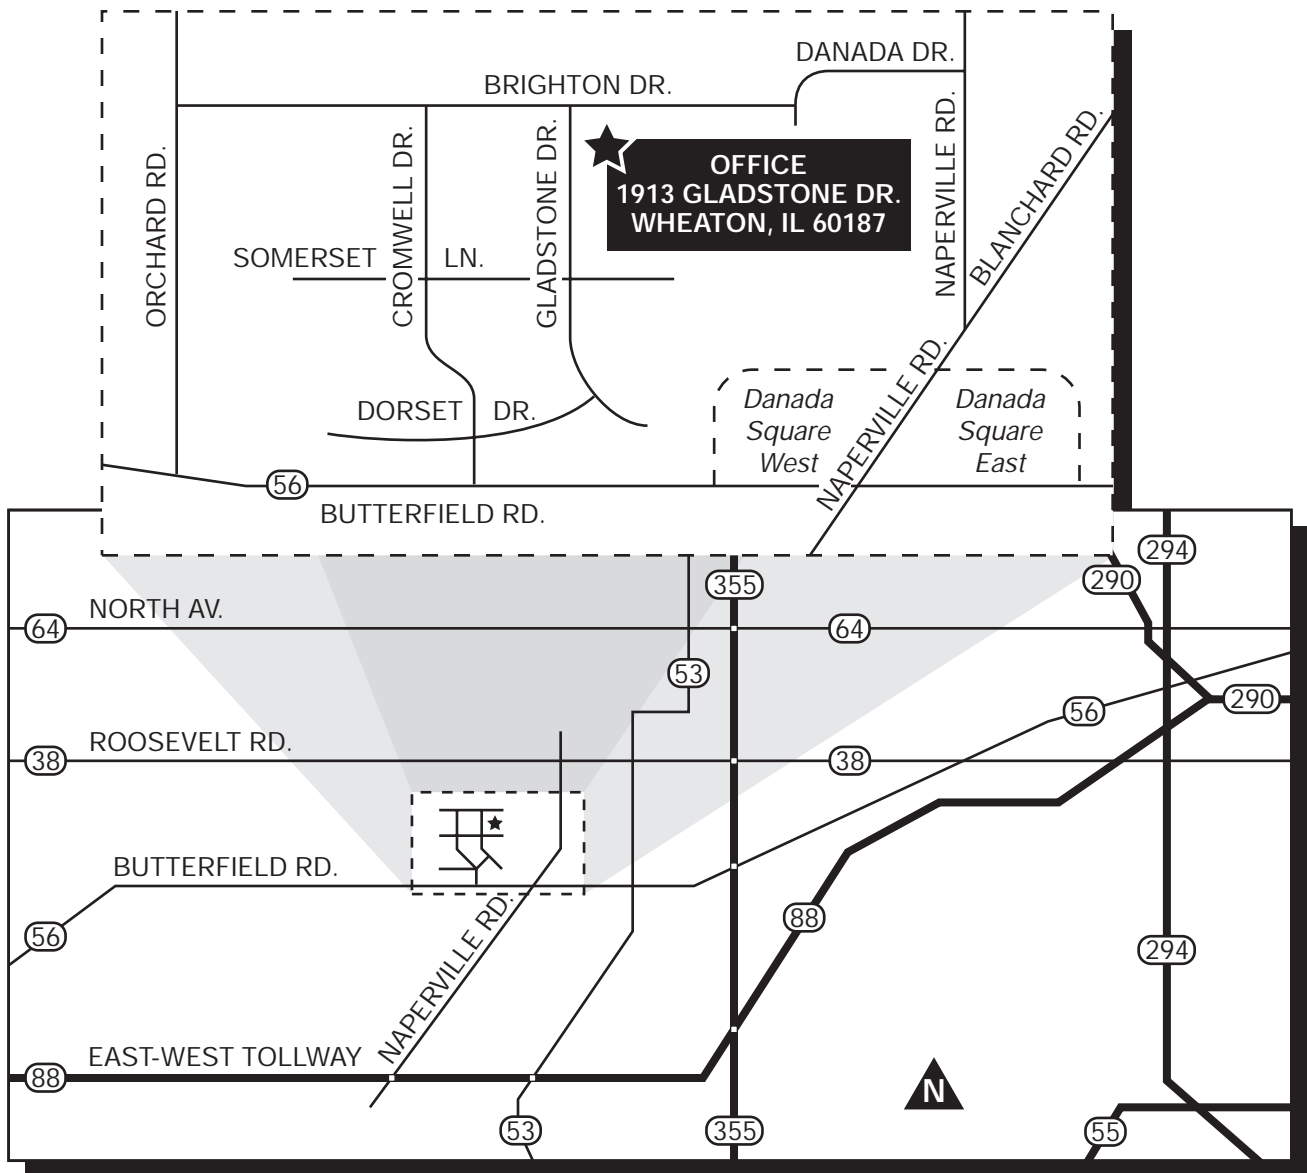 DANADA DR.
BRIGHTON DR.
ORCHARD RD.
CROMWELL DR.
GLADSTONE DR.
NAPERVILLE RD.
BLANCHARD RD.
OFFICE
1913 GLADSTONE DR.
WHEATON, IL 60187
SOMERSET LN.
NAPERVILLE RD.
Danada
Square
West
Danada
Square
East
DORSET DR.
56
BUTTERFIELD RD.
294
290
355
NORTH AV.
64
64
53
290
56
ROOSEVELT RD.
38
38
BUTTERFIELD RD.
56
NAPERVILLE RD.
88
294
EAST-WEST TOLLWAY
88
N
53
355
55